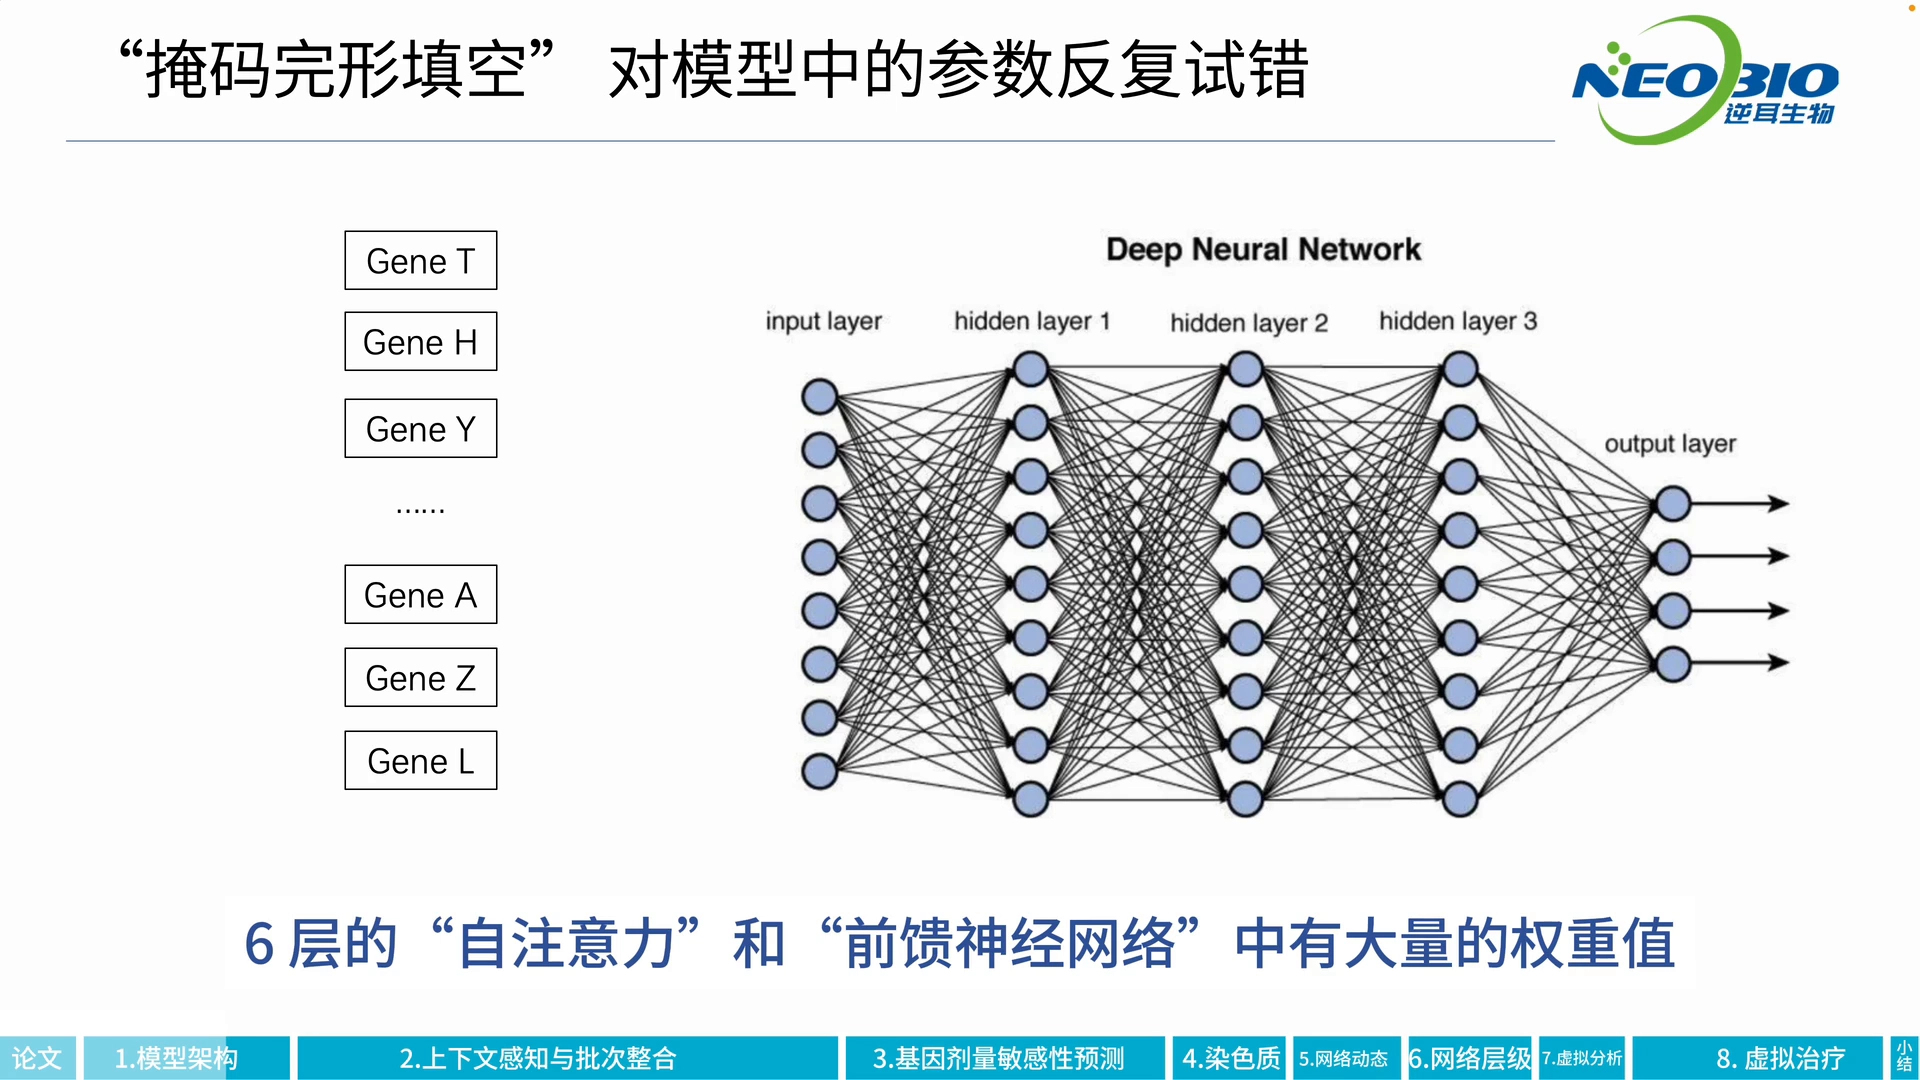 “掩码完形填空” 对模型中的参数反复试错
NEOBIO
逆耳生物
Gene T
Gene H
Gene Y
......
Gene A
Gene Z
Gene L
Deep Neural Network
input layer
hidden layer 1
hidden layer 2
hidden layer 3
output layer
6 层的“自注意力”和“前馈神经网络”中有大量的权重值
论文
1.模型架构
2.上下文感知与批次整合
3.基因剂量敏感性预测
4.染色质
5.网络动态
6.网络层级
7.虚拟分析
8. 虚拟治疗
小结